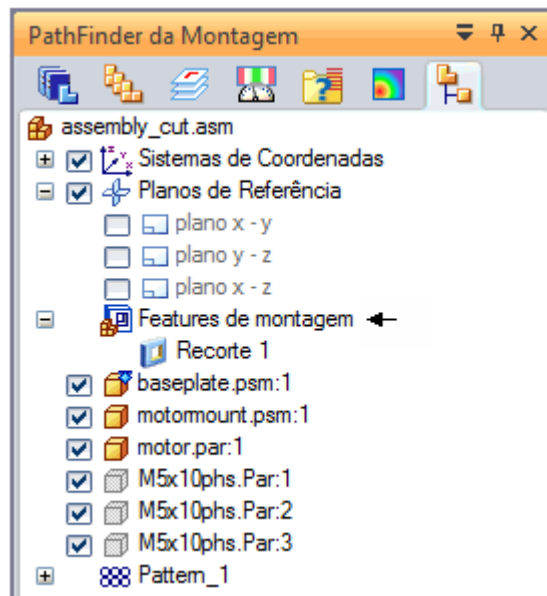 PathFinder da Montagem
assembly_cut.asm
Sistemas de Coordenadas
Planos de Referência
plano x - y
plano y - z
plano x - z
Features de montagem
Recorte 1
baseplate.psm:1
motormount.psm:1
motor.par:1
M5x10phs.Par:1
M5x10phs.Par:2
M5x10phs.Par:3
Pattern_1